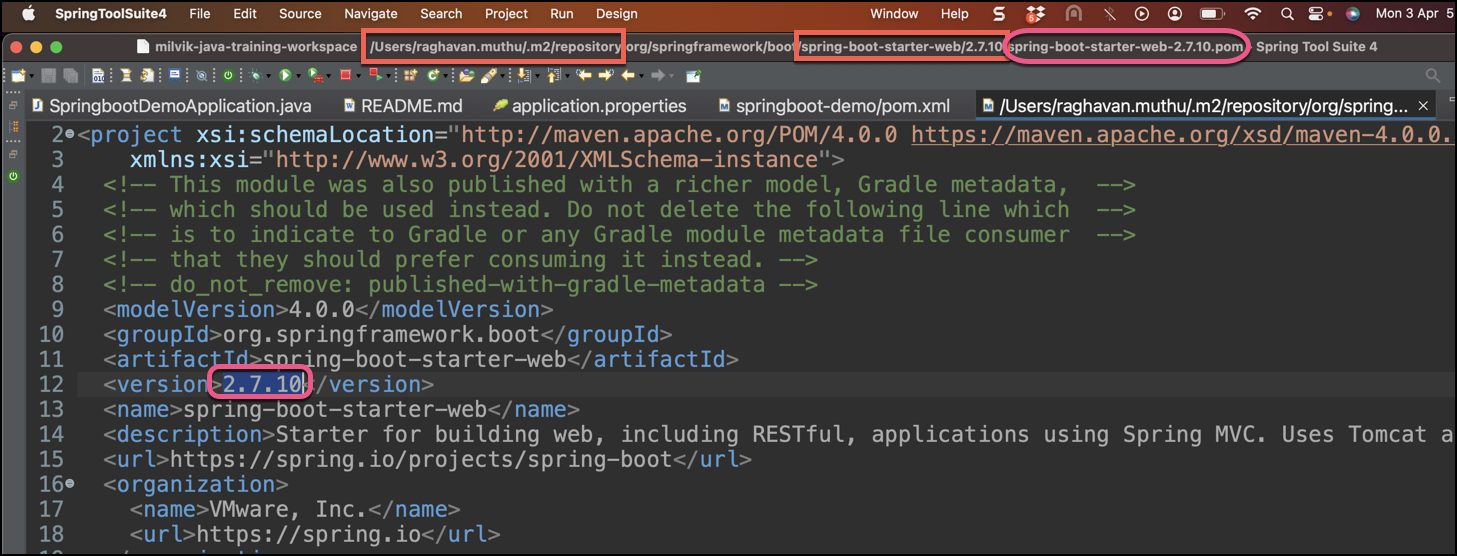 SpringToolSuite4 File Edit Source Navigate Search Project Run Design Window Help 5 Mon 3 Apr 5
milvik-java-training-workspace /Users/raghavan.muthu/.m2/repository/org/springframework/boot/spring-boot-starter-web/2.7.10/spring-boot-starter-web-2.7.10.pom - Spring Tool Suite 4
SpringbootDemoApplication.java README.md application.properties springboot-demo/pom.xml /Users/raghavan.muthu/.m2/repository/org/spring...
2 <project xsi:schemaLocation="http://maven.apache.org/POM/4.0.0 https://maven.apache.org/xsd/maven-4.0.0.
3 xmlns:xsi="http://www.w3.org/2001/XMLSchema-instance">
4 <!-- This module was also published with a richer model, Gradle metadata,  -->
5 <!-- which should be used instead. Do not delete the following line which  -->
6 <!-- is to indicate to Gradle or any Gradle module metadata file consumer  -->
7 <!-- that they should prefer consuming it instead. -->
8 <!-- do_not_remove: published-with-gradle-metadata -->
9 <modelVersion>4.0.0</modelVersion>
10 <groupId>org.springframework.boot</groupId>
11 <artifactId>spring-boot-starter-web</artifactId>
12 <version>2.7.10</version>
13 <name>spring-boot-starter-web</name>
14 <description>Starter for building web, including RESTful, applications using Spring MVC. Uses Tomcat a
15 <url>https://spring.io/projects/spring-boot</url>
16 <organization>
17 <name>VMware, Inc.</name>
18 <url>https://spring.io</url>